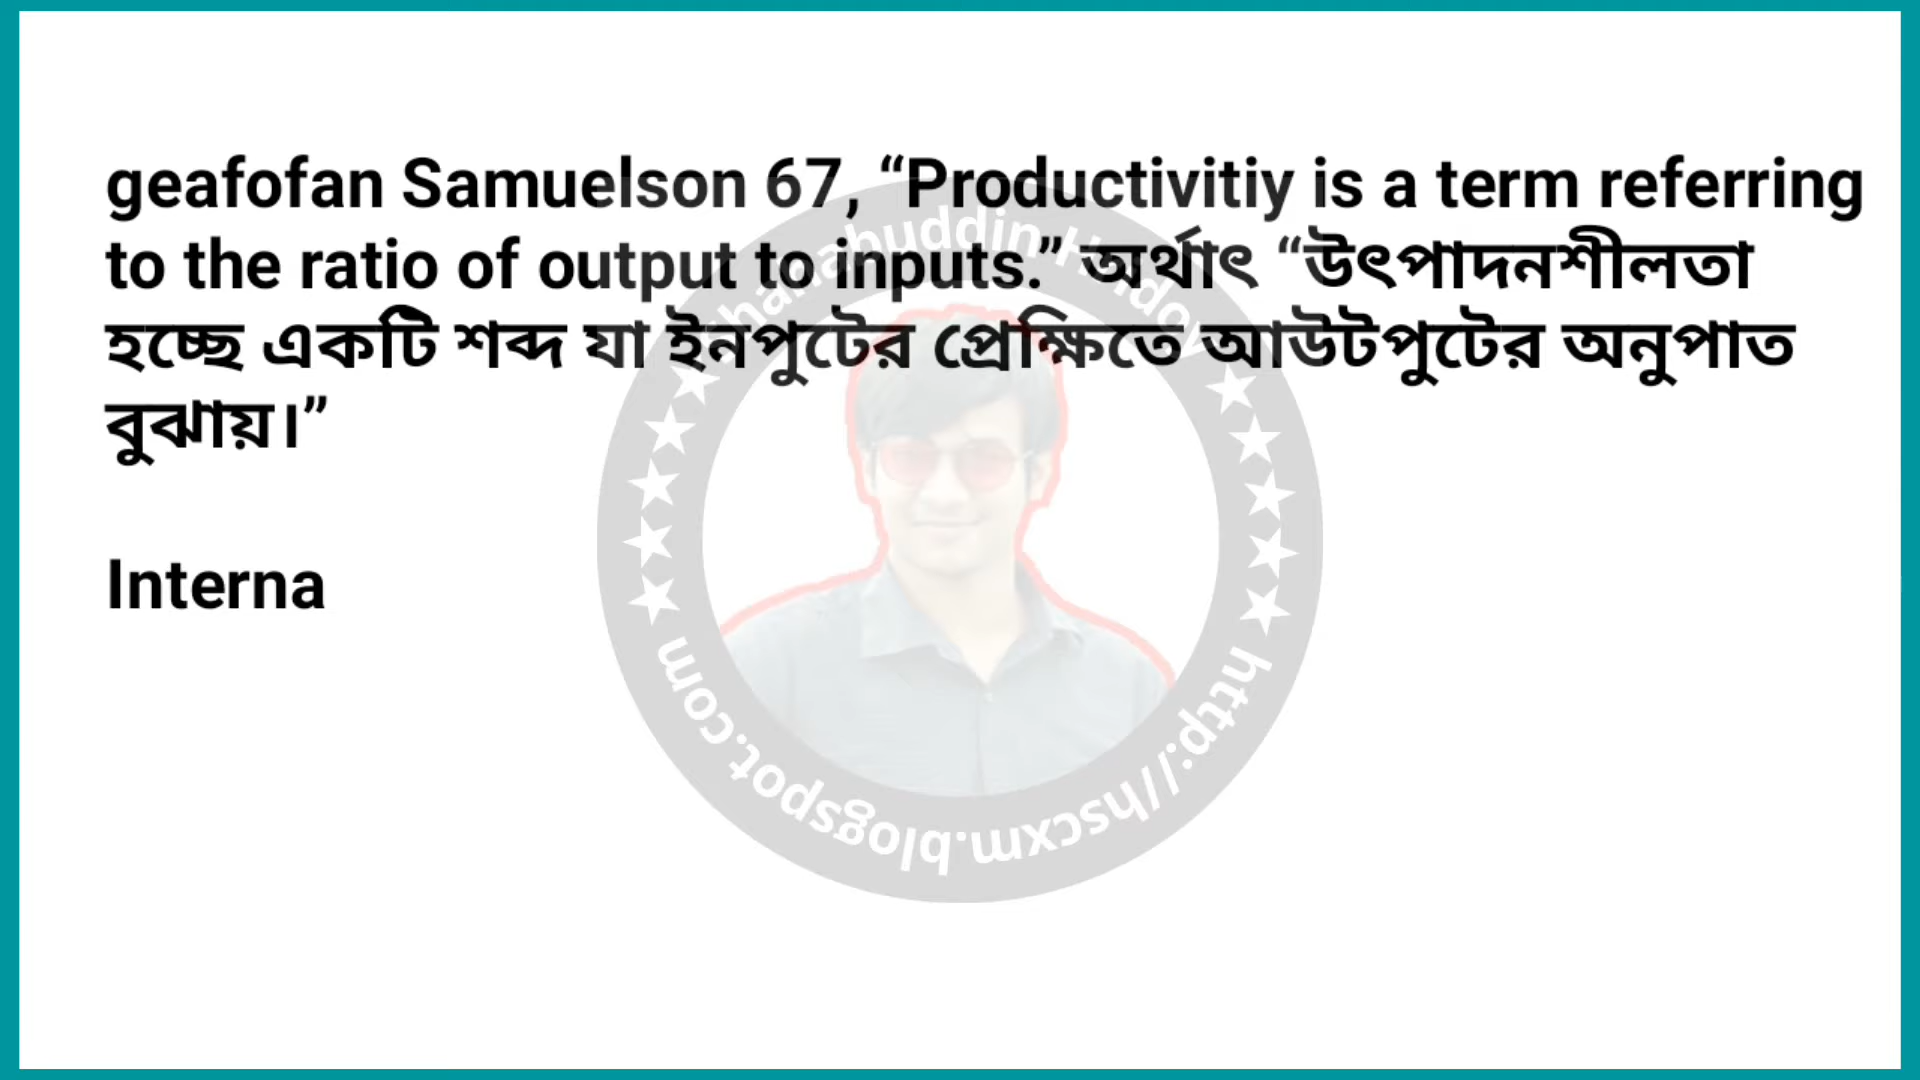 geafofan Samuelson 67, “Productivitiy is a term referring
to the ratio of output to inputs.” অর্থাৎ “উৎপাদনশীলতা
হচ্ছে একটি শব্দ যা ইনপুটের প্রেক্ষিতে আউটপুটের অনুপাত
বুঝায়।”
Interna
http://hscxm.blogspot.com